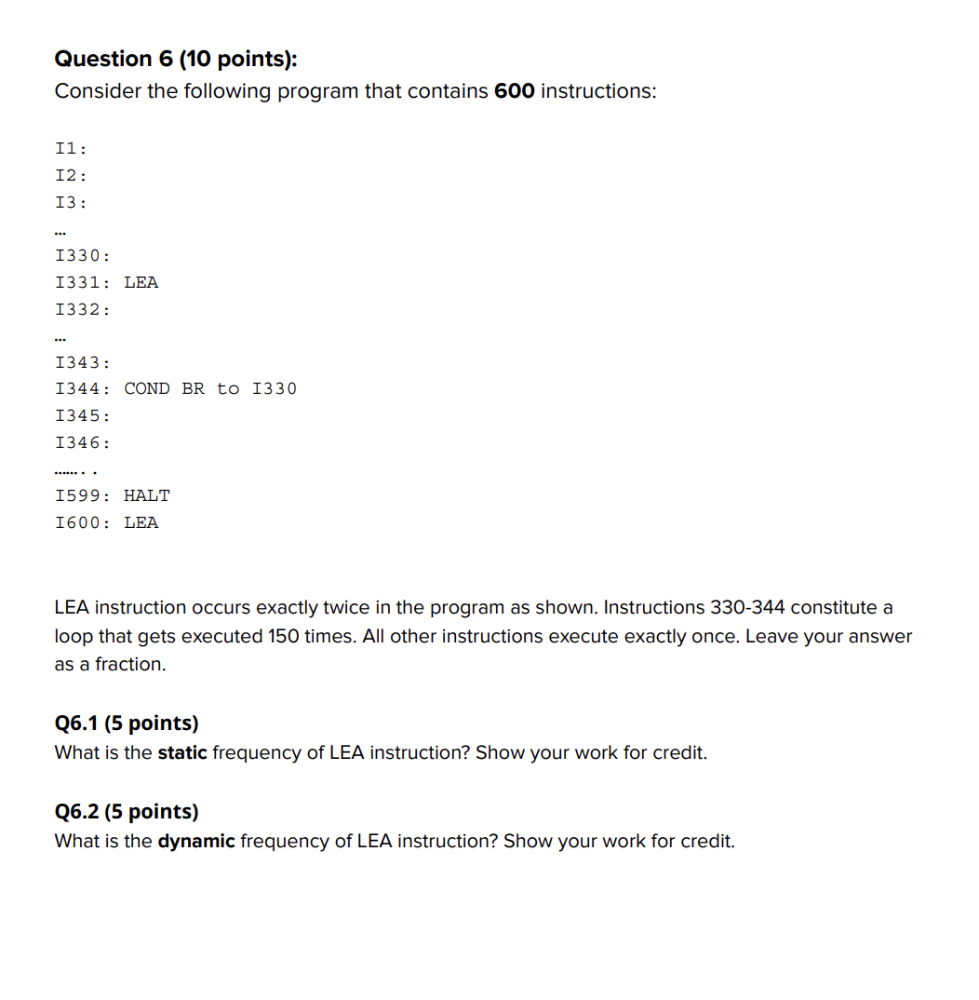 Question 6 (10 points):
Consider the following program that contains 600 instructions:
I1:
I2:
I3:
…
I330:
I331: LEA
I332:
…
I343:
I344: COND BR to I330
I345:
I346:
…….. 
I599: HALT
I600: LEA
LEA instruction occurs exactly twice in the program as shown. Instructions 330-344 constitute a
loop that gets executed 150 times. All other instructions execute exactly once. Leave your answer
as a fraction.
Q6.1 (5 points)
What is the static frequency of LEA instruction? Show your work for credit.
Q6.2 (5 points)
What is the dynamic frequency of LEA instruction? Show your work for credit.